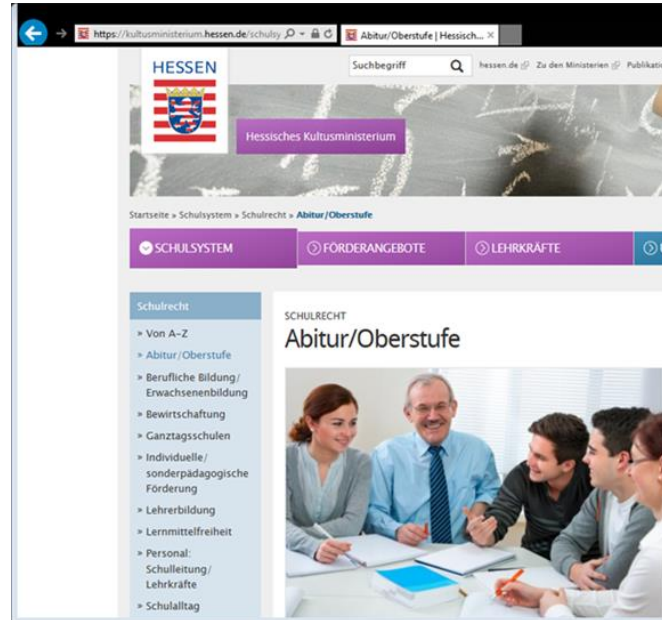 https://kultusministerium.hessen.de/schulsy
Abitur/Oberstufe | Hessisch...
HESSEN
Suchbegriff
hessen.de
Zu den Ministerien
Publikatio
Hessisches Kultusministerium
Startseite » Schulsystem » Schulrecht » Abitur/Oberstufe
SCHULSYSTEM
FÖRDERANGEBOTE
LEHRKRÄFTE
Schulrecht
» Von A-Z
» Abitur/Oberstufe
» Berufliche Bildung/
Erwachsenenbildung
» Bewirtschaftung
» Ganztagsschulen
» Individuelle/
sonderpädagogische
Förderung
» Lehrerbildung
» Lernmittelfreiheit
» Personal:
Schulleitung/
Lehrkräfte
» Schulalltag
SCHULRECHT
Abitur/Oberstufe